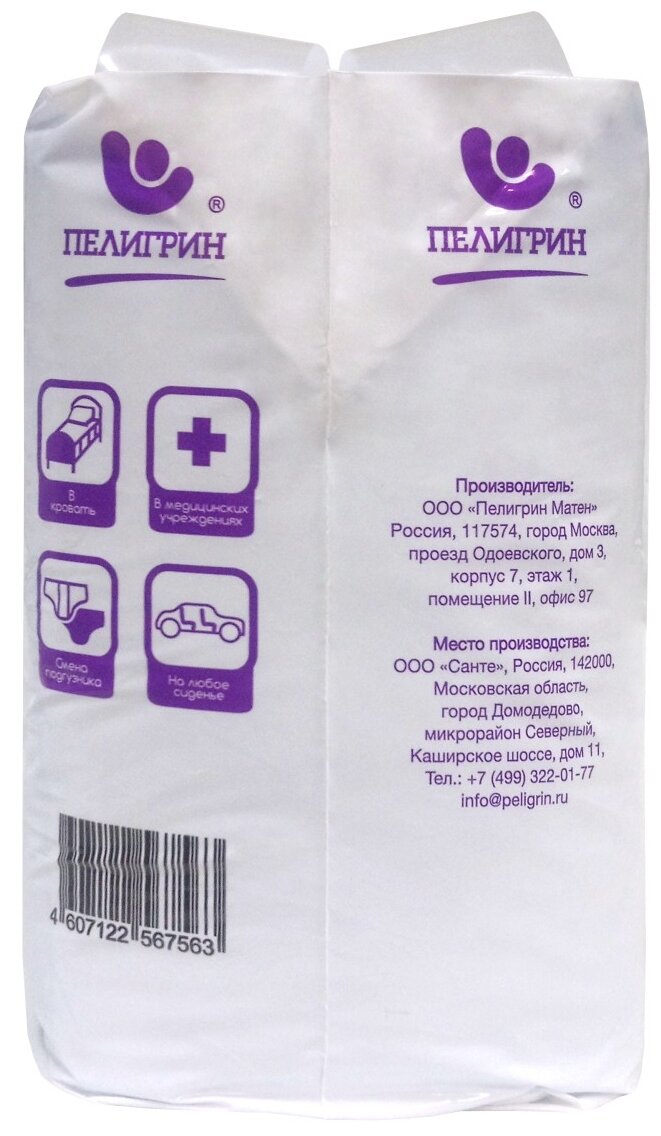 ®
ПЕЛИГРИН
В
кровать
В медицинских
учреждениях
Смена
подгузника
На любое
сиденье
4 607122 567563
®
ПЕЛИГРИН
Производитель:
ООО «Пелигрин Матен»
Россия, 117574, город Москва,
проезд Одоевского, дом 3,
корпус 7, этаж 1,
помещение II, офис 97
Место производства:
ООО «Санте», Россия, 142000,
Московская область,
город Домодедово,
микрорайон Северный,
Каширское шоссе, дом 11,
Тел.: +7 (499) 322-01-77
info@peligrin.ru